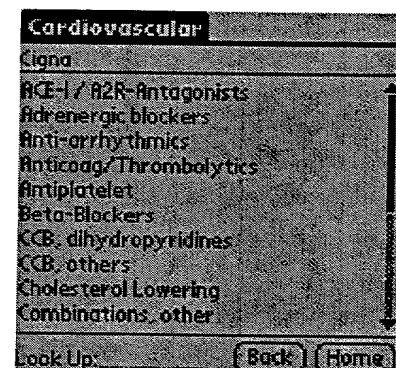 Cardiovascular
Cigna
ACE-I / A2R-Antagonists
Adrenergic blockers
Anti-arrhythmics
Anticoag/Thrombolytics
Antiplatelet
Beta-Blockers
CCB, dihydropyridines
CCB, others
Cholesterol Lowering
Combinations, other
Look Up:
Back
Home